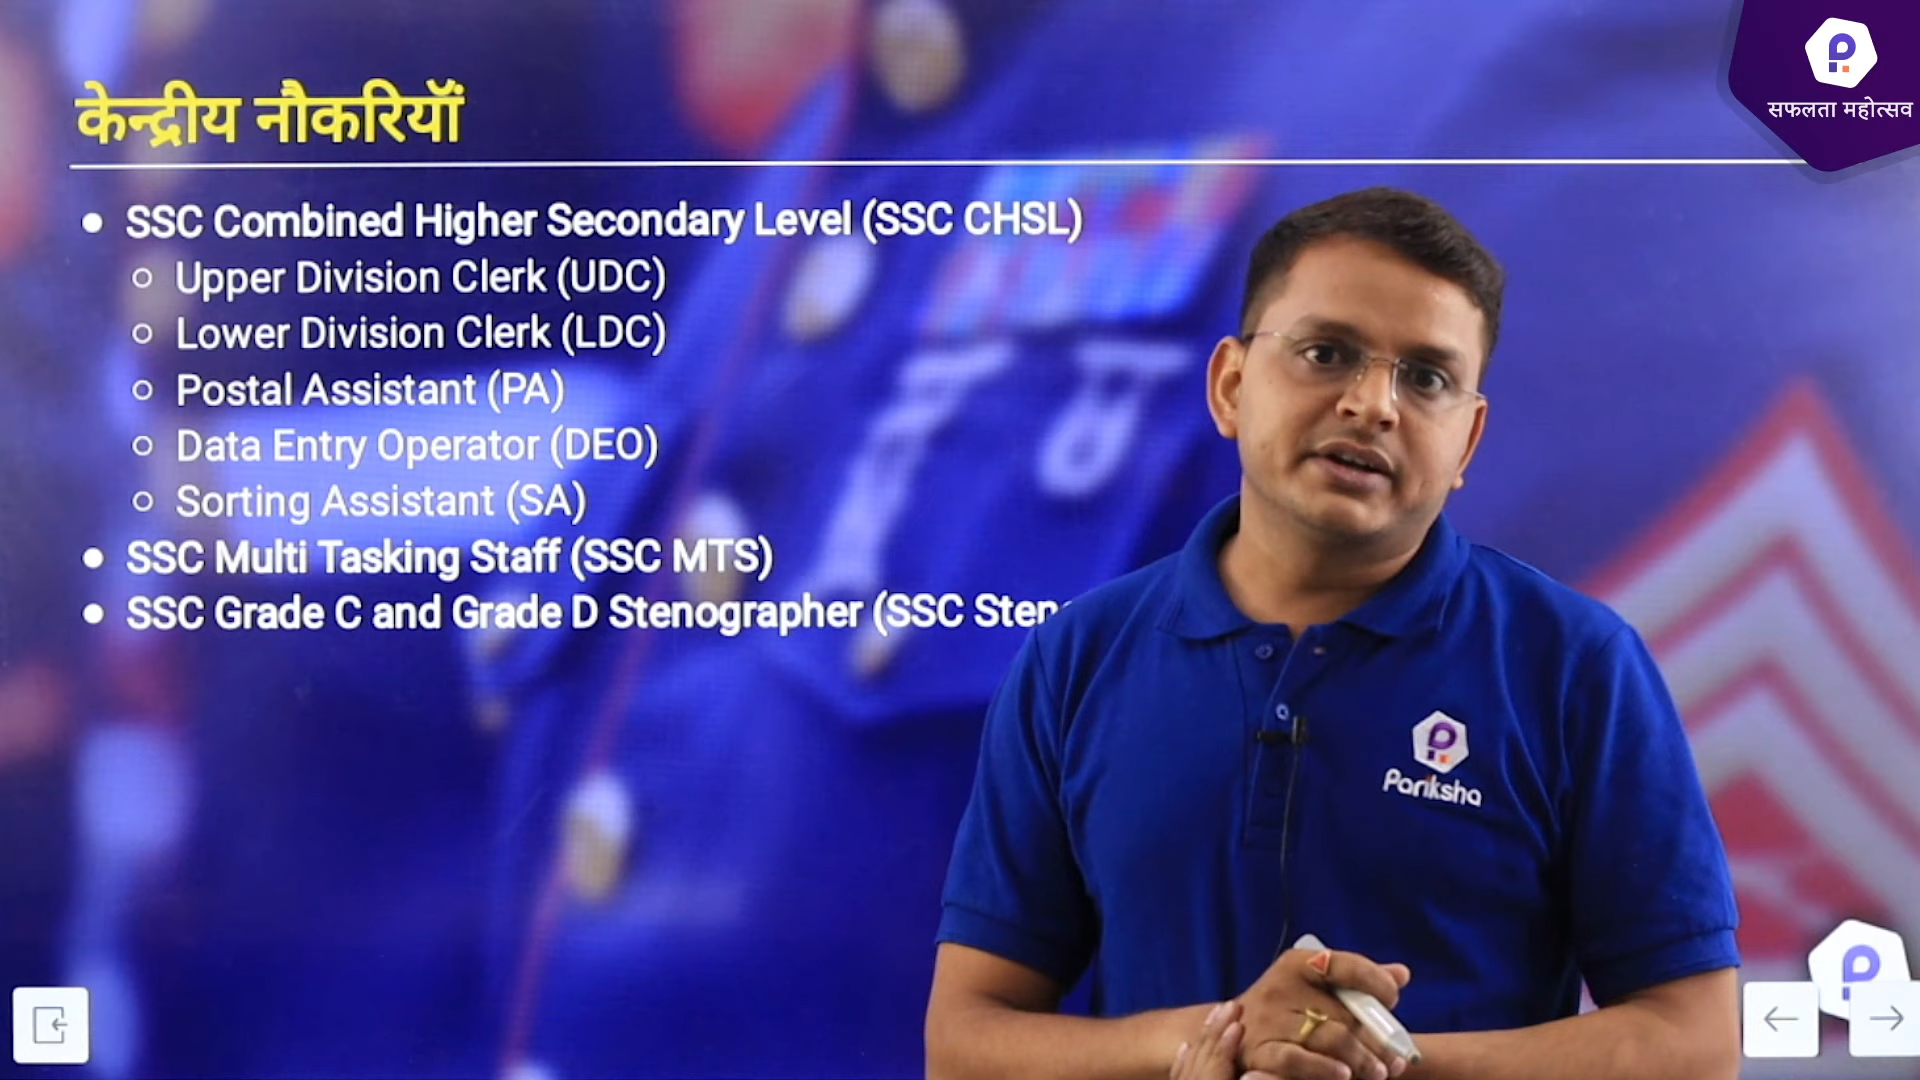 केन्द्रीय नौकरियाँ
सफलता महोत्सव
● SSC Combined Higher Secondary Level (SSC CHSL)
○ Upper Division Clerk (UDC)
○ Lower Division Clerk (LDC)
○ Postal Assistant (PA)
○ Data Entry Operator (DEO)
○ Sorting Assistant (SA)
● SSC Multi Tasking Staff (SSC MTS)
● SSC Grade C and Grade D Stenographer (SSC
Pariksha